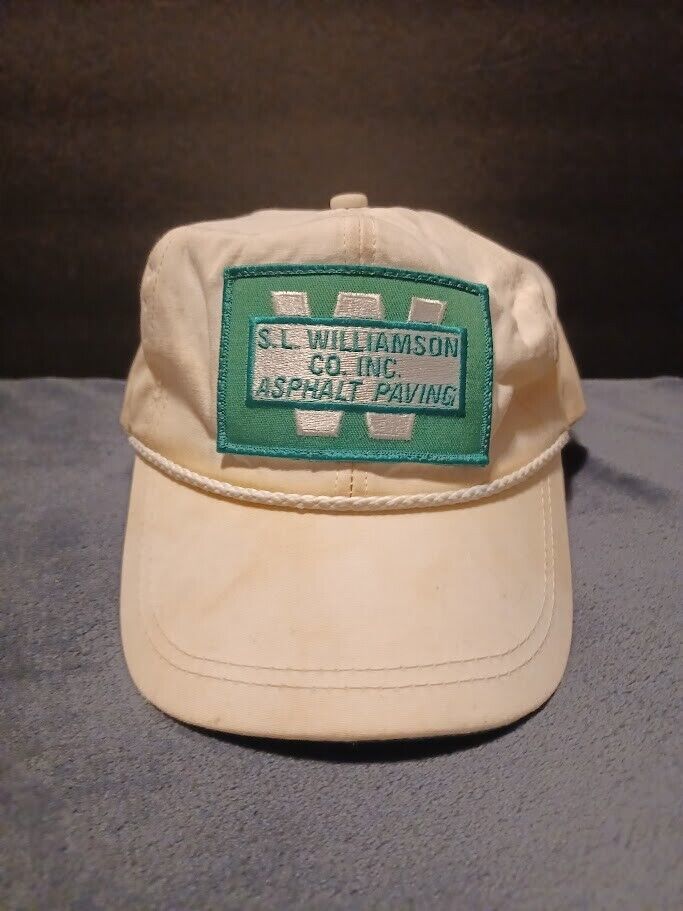 W
S.L. WILLIAMSON
CO. INC.
ASPHALT PAVING